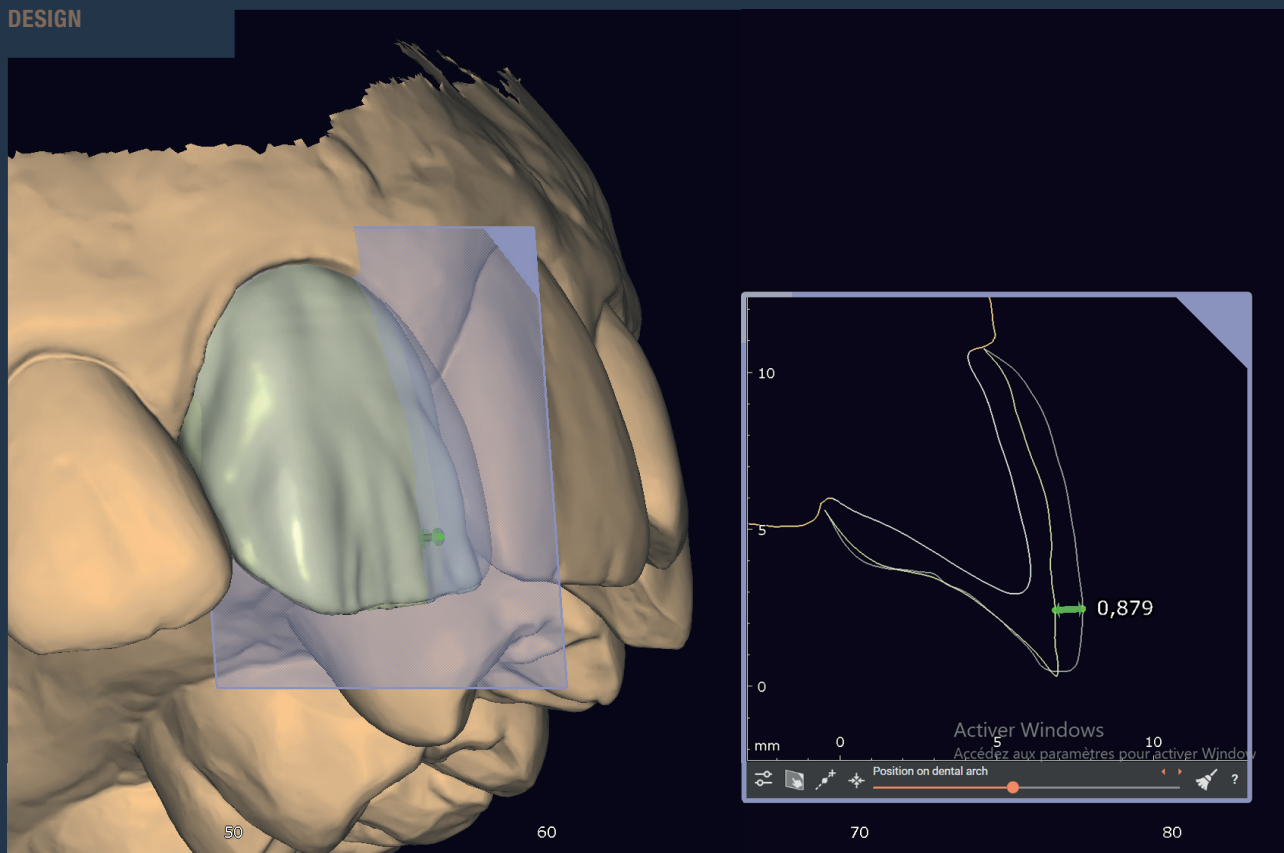 DESIGN
10
5
0,879
0
mm
0
5
10
Activer Windows
Accédez aux paramètres pour activer Window
Position on dental arch
?
50
60
70
80